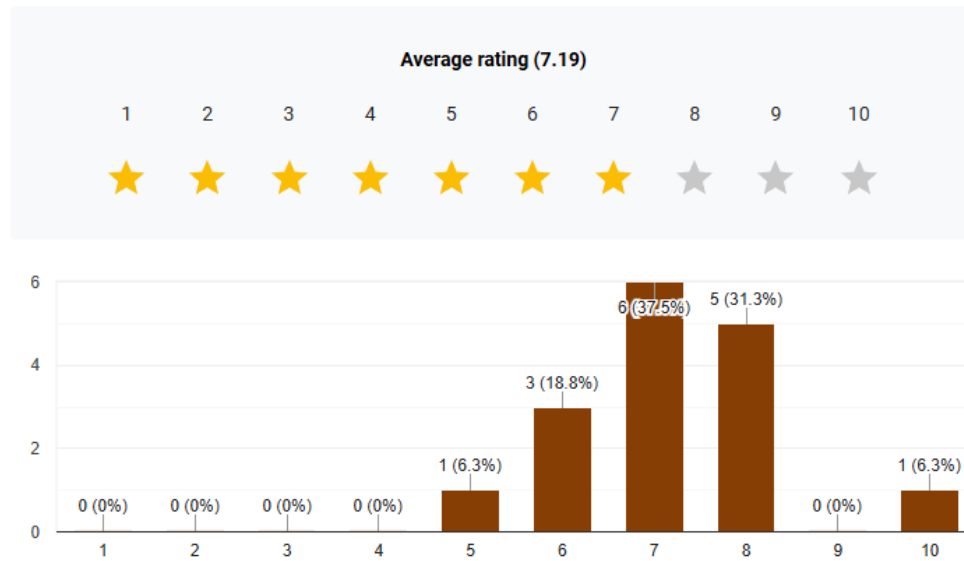 Average rating (7.19)
1 2 3 4 5 6 7 8 9 10
6
6 (37.5%) 5 (31.3%)
4
3 (18.8%)
2
1 (6.3%) 1 (6.3%)
0 (0%) 0 (0%) 0 (0%) 0 (0%) 0 (0%)
0
1 2 3 4 5 6 7 8 9 10